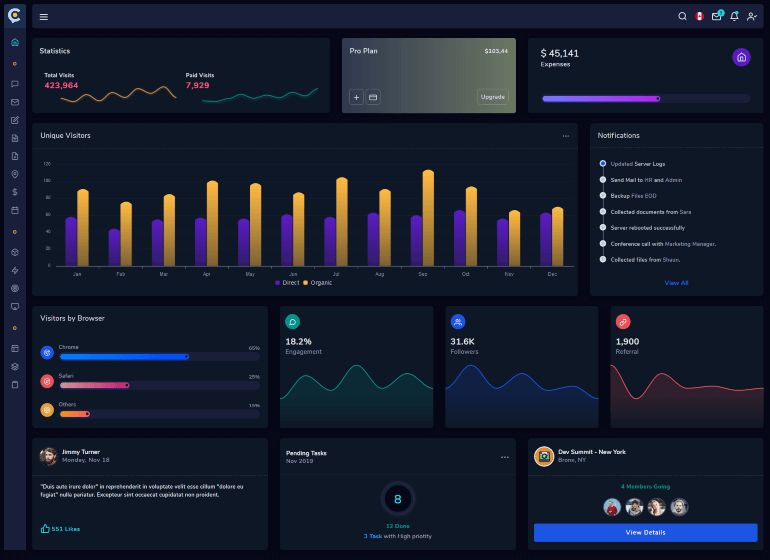 3
Statistics
Total Visits
423,964
Paid Visits
7,929
Pro Plan
$103,44
Upgrade
$ 45,141
Expenses
Unique Visitors
120
100
80
60
40
20
0
Jan Feb Mar Apr May Jun Jul Aug Sep Oct Nov Dec
Direct Organic
Notifications
Updated Server Logs
Send Mail to HR and Admin
Backup Files EOD
Collected documents from Sara
Server rebooted successfully
Conference call with Marketing Manager.
Collected files from Shaun.
View All
Visitors by Browser
Chrome 65%
Safari 25%
Others 15%
18.2%
Engagement
31.6K
Followers
1,900
Referral
Jimmy Turner
Monday, Nov 18
"Duis aute irure dolor" in reprehenderit in voluptate velit esse cillum "dolore eu
fugiat" nulla pariatur. Excepteur sint occaecat cupidatat non proident.
551 Likes
Pending Tasks
Nov 2019
8
12 Done
3 Task with High priotity
Dev Summit - New York
Bronx, NY
4 Members Going
View Details